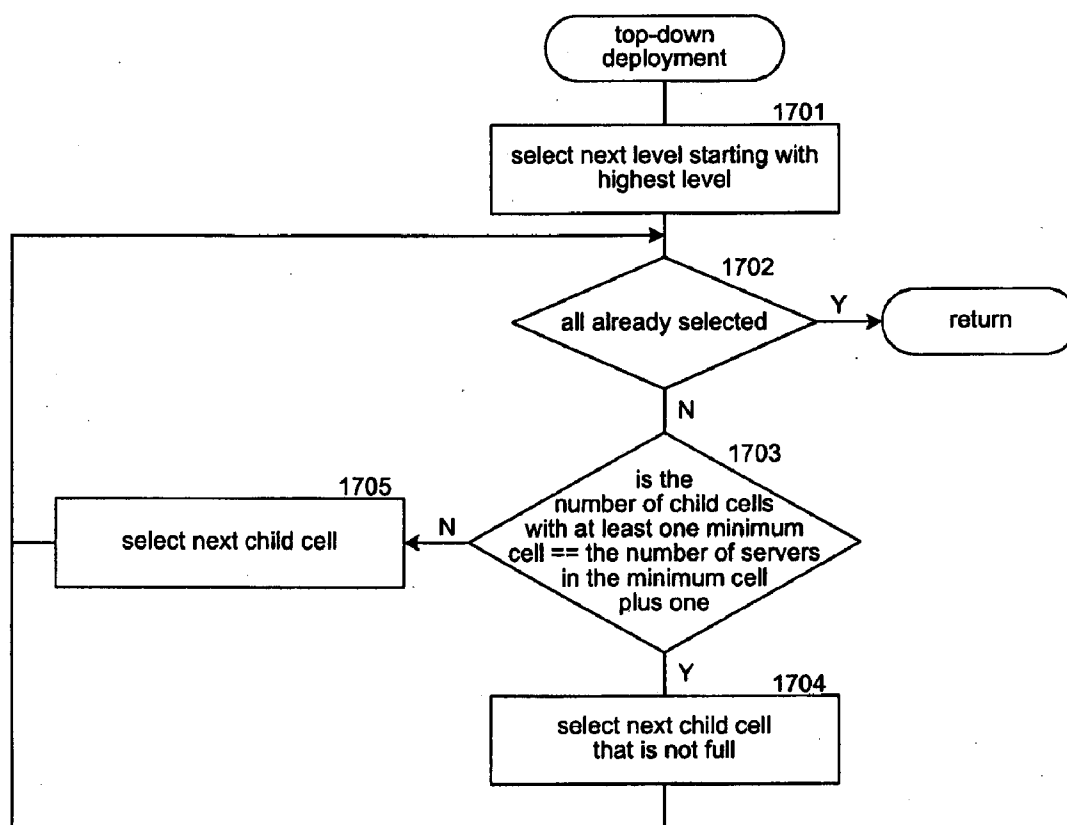 top-down
deployment
1701
select next level starting with
highest level
1702
all already selected
Y
return
N
1703
is the
number of child cells
with at least one minimum
cell == the number of servers
in the minimum cell
plus one
N
1705
select next child cell
Y
1704
select next child cell
that is not full